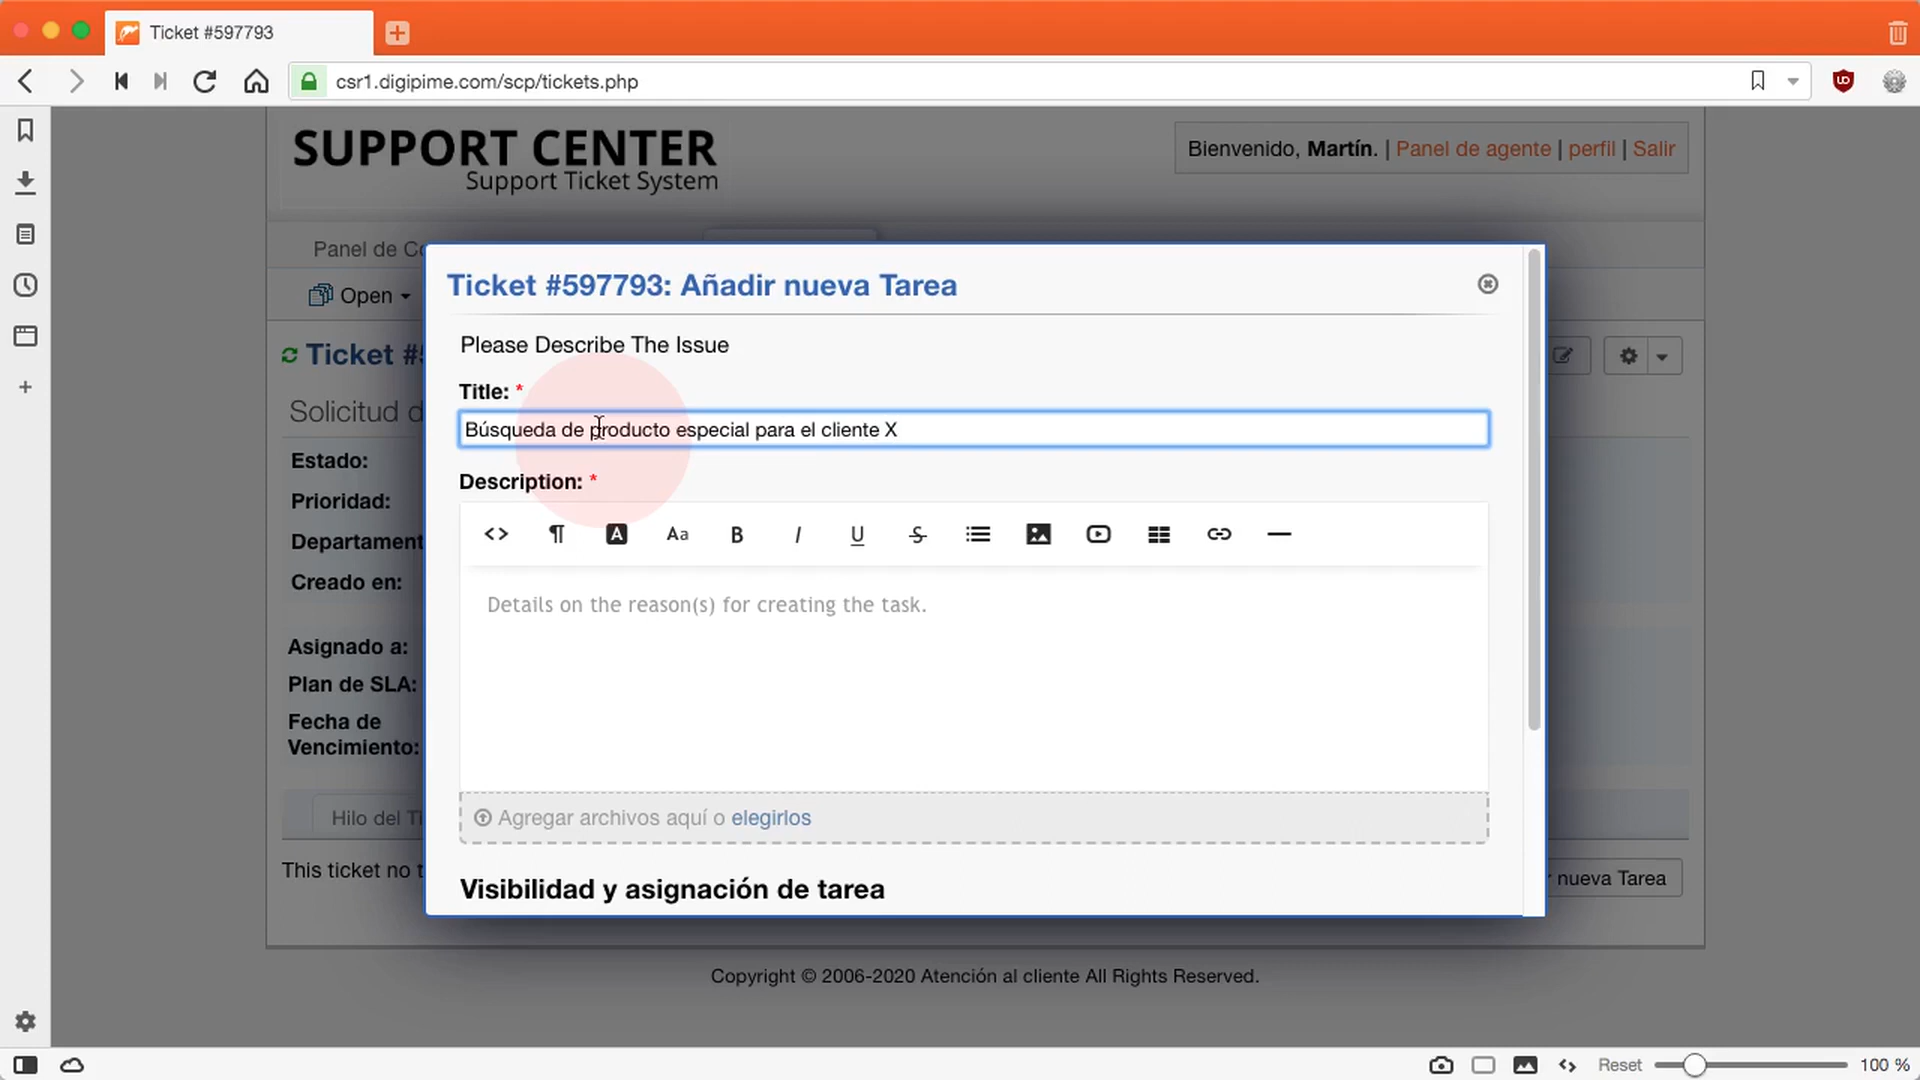 Ticket #597793
csr1.digipime.com/scp/tickets.php
SUPPORT CENTER
Support Ticket System
Bienvenido, Martín. | Panel de agente | perfil | Salir
Panel de Co
Open
Ticket #5
Solicitud d
Estado:
Prioridad:
Departament
Creado en:
Asignado a:
Plan de SLA:
Fecha de
Vencimiento:
Hilo del Ti
This ticket no t
Ticket #597793: Añadir nueva Tarea
Please Describe The Issue
Title: *
Búsqueda de producto especial para el cliente X
Description: *
Details on the reason(s) for creating the task.
Agregar archivos aquí o elegirlos
Visibilidad y asignación de tarea
nueva Tarea
Copyright © 2006-2020 Atención al cliente All Rights Reserved.
Reset
100 %